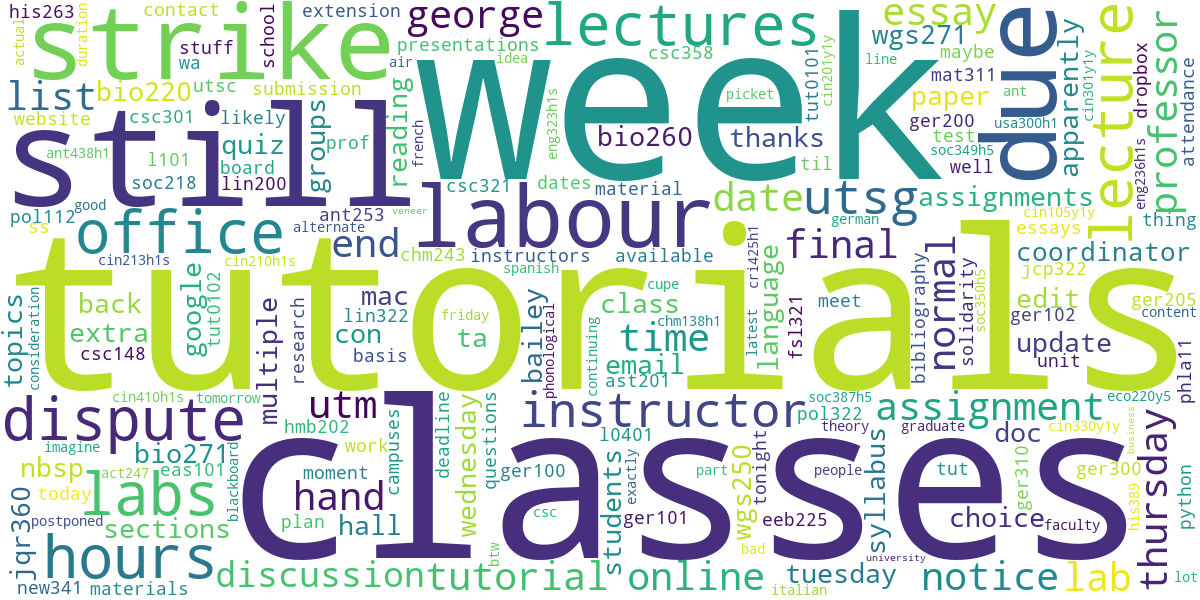 his263
contact
extension
george
lectures
essay
strike
actual
duration
stuff
school
presentations
wgs271
wa
air
idea
csc358
line
maybe
tut0101
cin201y1y
due
lecture
professor
apparently
list
bio220
utsc
submission
week
picket
mat311
ant
cin301y1y
dropbox
attendance
website
csc301
likely
groups
reading
french
eng323h1s
bio260
thanks
paper
ger200
test
usa300h1
still
ant438h1
l101
quiz
prof
board
til
soc349h5
well
eng236h1s
soc218
lin200
csc321
dates
material
date
utsg
assignments
pol112
good
ss
ant253
veneer
labour
thing
office
alternate
end
instructors
available
german
final
cri425h1
normal
essays
cin105y1y
coordinator
cin213h1s
cin210h1s
chm243
spanish
language
bibliography
solidarity
soc350h5
jcp322
tutorials
topics
consideration
back
google
tut0102
research
mac
friday
bailey
phonological
cupe
class
meet
edit
ger205
content
extra
lin322
con
ta
continuing
time
chm138h1
latest
fsl321
ger102
update
csc148
multiple
basis
email
ast201
unit
phla11
cin410h1s
tomorrow
soc387h5
eco220y5
dispute
utm
instructor
pol322
assignment
imagine
hmb202
campuses
deadline
wednesday
questions
l0401
tonight
theory
graduate
cin330y1y
business
thursday
bio271
work
classes
nbsp
act247
eas101
blackboard
moment
ger100
students
exactly
part
wgs250
people
syllabus
doc
ger310
ger300
his389
python
labs
hand
tut
today
postponed
plan
hall
csc
ger101
eeb225
choice
faculty
jqr360
sections
bad
hours
btw
university
new341
materials
discussion
tutorial
online
italian
tuesday
notice
lab
lot